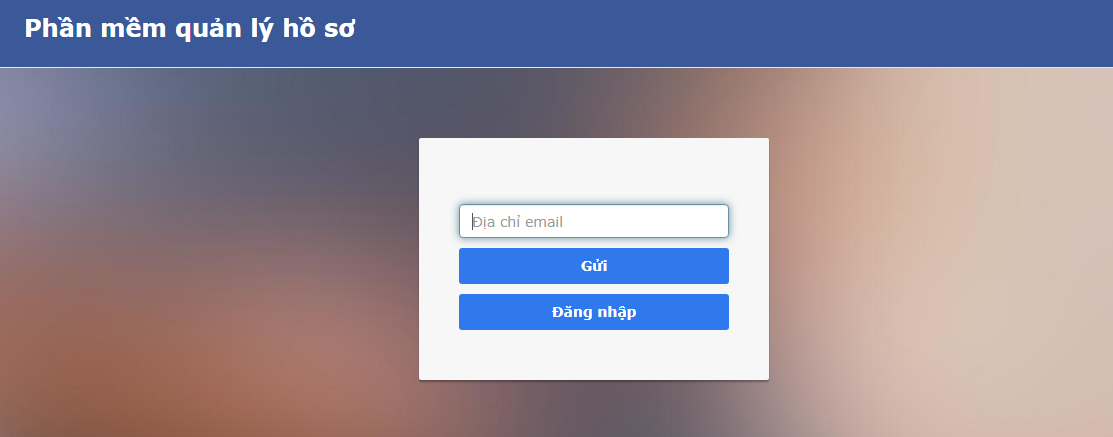 Phần mềm quản lý hồ sơ
Địa chỉ email
Gửi
Đăng nhập